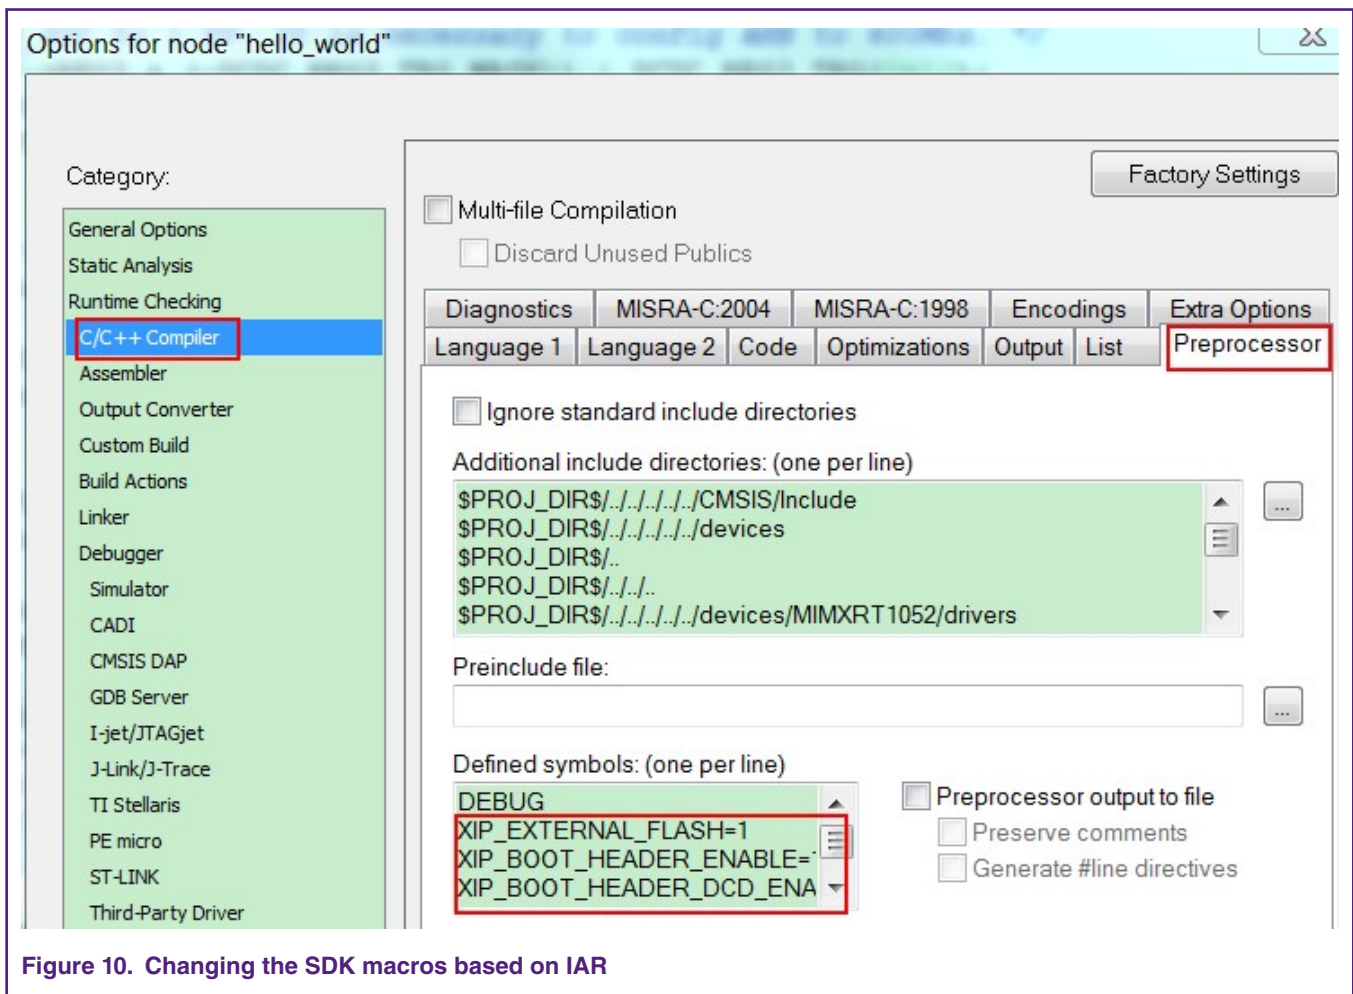 Options for node "hello_world"
Category:
General Options
Static Analysis
Runtime Checking
C/C++ Compiler
Assembler
Output Converter
Custom Build
Build Actions
Linker
Debugger
Simulator
CADI
CMSIS DAP
GDB Server
I-jet/JTAGjet
J-Link/J-Trace
TI Stellaris
PE micro
ST-LINK
Third-Party Driver
Factory Settings
Multi-file Compilation
Discard Unused Publics
Diagnostics MISRA-C:2004 MISRA-C:1998 Encodings Extra Options
Language 1 Language 2 Code Optimizations Output List Preprocessor
Ignore standard include directories
Additional include directories: (one per line)
$PROJ_DIR$/../../../../../CMSIS/Include
$PROJ_DIR$/../../../../../devices
$PROJ_DIR$/..
$PROJ_DIR$/../../..
$PROJ_DIR$/../../../../../devices/MIMXRT1052/drivers
...
Preinclude file:
...
Defined symbols: (one per line)
DEBUG
XIP_EXTERNAL_FLASH=1
XIP_BOOT_HEADER_ENABLE=
XIP_BOOT_HEADER_DCD_ENA
Preprocessor output to file
Preserve comments
Generate #line directives
Figure 10. Changing the SDK macros based on IAR